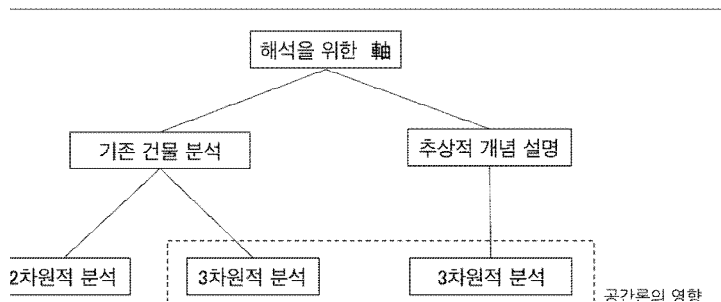 해석을 위한 軸
기존 건물 분석
추상적 개념 설명
2차원적 분석
3차원적 분석
3차원적 분석
공간론의 영향